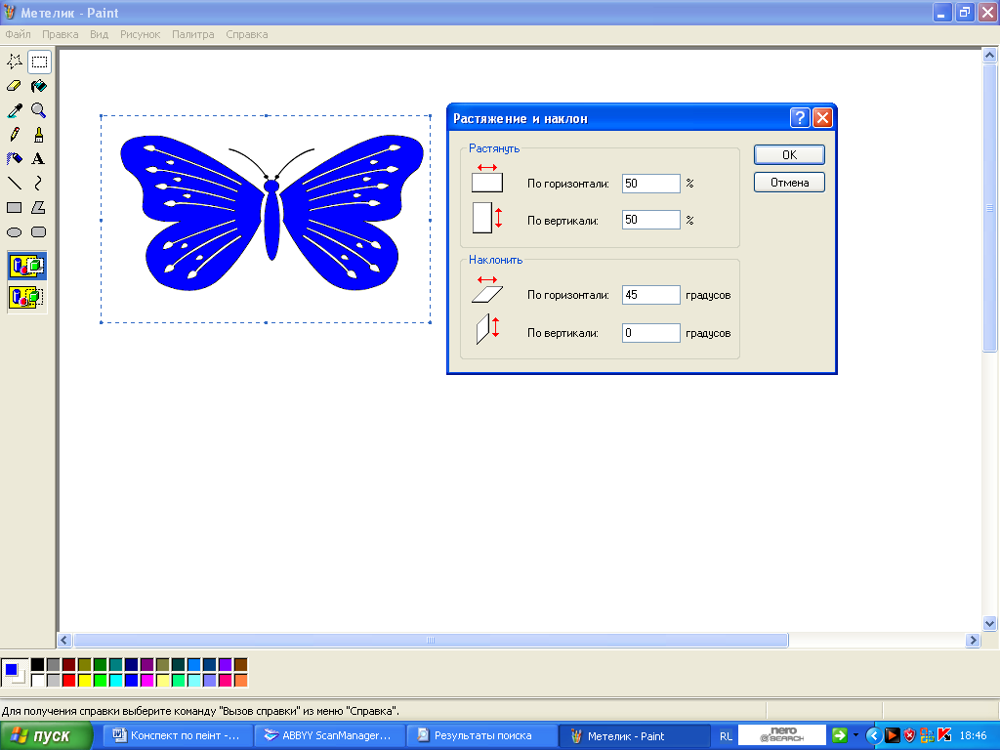 Метелик - Paint
Файл Правка Вид Рисунок Палитра Справка
Растяжение и наклон
Растянуть
По горизонтали: 50 %
По вертикали: 50 %
Наклонить
По горизонтали: 45 градусов
По вертикали: 0 градусов
OK
Отмена
A
Для получения справки выберите команду "Вызов справки" из меню "Справка".
пуск
Конспект по пеінт -...
ABBYY ScanManager...
Результаты поиска
Метелик - Paint
RL
nero
SEARCH
18:46